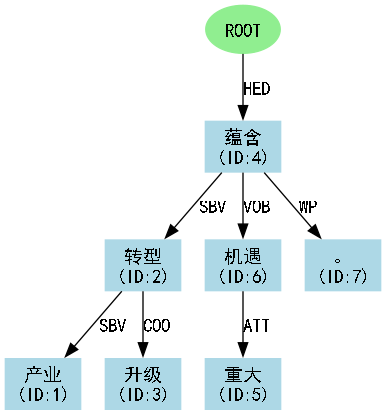 ROOT
HED
蕴含
(ID:4)
SBV VOB WP
转型
(ID:2)
机遇
(ID:6)
。
(ID:7)
SBV COO ATT
产业
(ID:1)
升级
(ID:3)
重大
(ID:5)